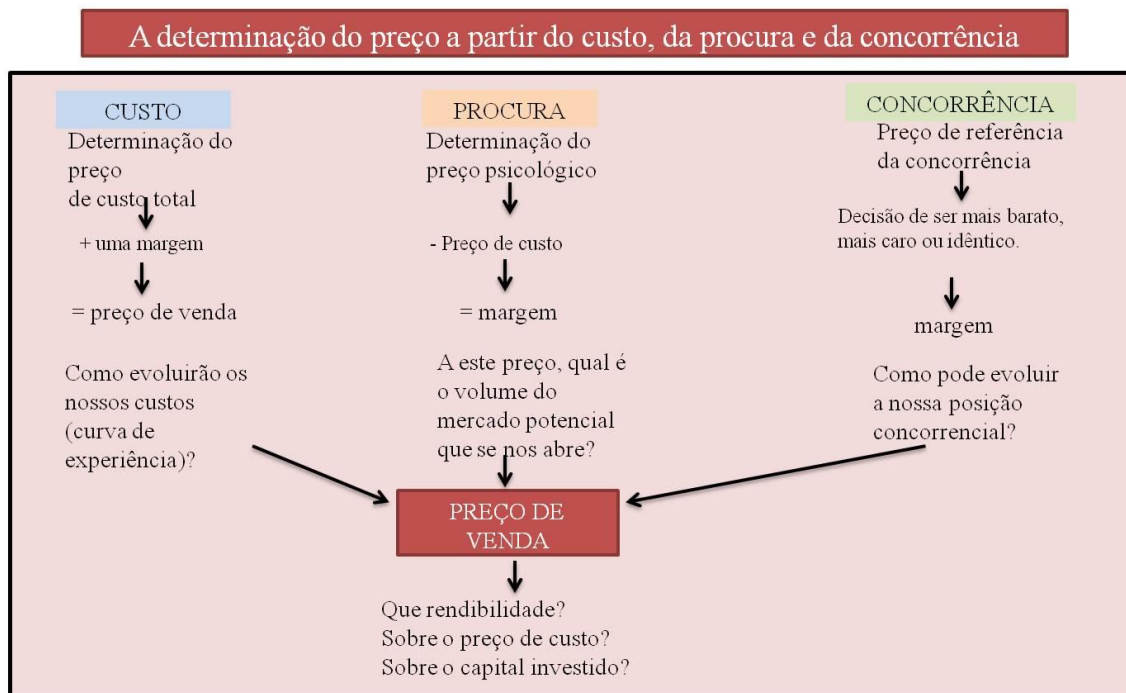 A determinação do preço a partir do custo, da procura e da concorrência
CUSTO
Determinação do
preço
de custo total
+ uma margem
= preço de venda
Como evoluirão os
nossos custos
(curva de
experiência)?
PROCURA
Determinação do
preço psicológico
- Preço de custo
= margem
A este preço, qual é
o volume do
mercado potencial
que se nos abre?
CONCORRÊNCIA
Preço de referência
da concorrência
Decisão de ser mais barato,
mais caro ou idêntico.
margem
Como pode evoluir
a nossa posição
concorrencial?
PREÇO DE
VENDA
Que rendibilidade?
Sobre o preço de custo?
Sobre o capital investido?